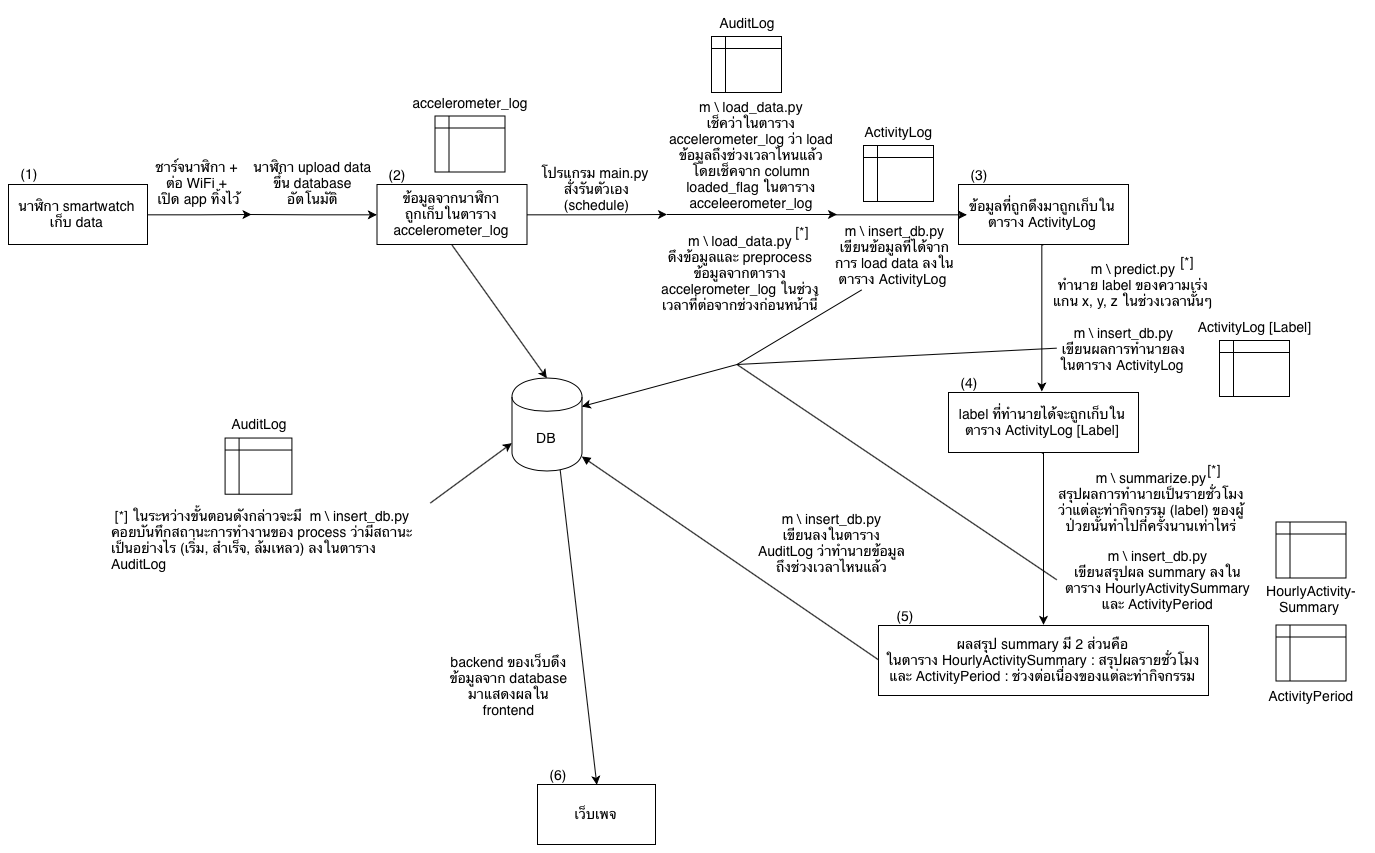 AuditLog
accelerometer_log
m \ load_data.py
เช็คว่าในตาราง
accelerometer_log ว่า load
ข้อมูลถึงช่วงเวลาไหนแล้ว
โดยเช็คจาก column
loaded_flag ในตาราง
acceleerometer_log
ActivityLog
(1)
นาฬิกา smartwatch
เก็บ data
ชาร์จนาฬิกา +
ต่อ WiFi +
เปิด app ทิ้งไว้
นาฬิกา upload data
ขึ้น database
อัตโนมัติ
(2)
ข้อมูลจากนาฬิกา
ถูกเก็บในตาราง
accelerometer_log
โปรแกรม main.py
สั่งรันตัวเอง
(schedule)
(3)
ข้อมูลที่ถูกดึงมาถูกเก็บใน
ตาราง ActivityLog
m \ load_data.py [*]
ดึงข้อมูลและ preprocess
ข้อมูลจากตาราง
accelerometer_log ในช่วง
เวลาที่ต่อจากช่วงก่อนหน้านี้
m \ insert_db.py
เขียนข้อมูลที่ได้จาก
การ load data ลงใน
ตาราง ActivityLog
m \ predict.py [*]
ทำนาย label ของความเร่ง
แกน x, y, z ในช่วงเวลานั้นๆ
m \ insert_db.py
เขียนผลการทำนายลง
ในตาราง ActivityLog
ActivityLog [Label]
(4)
label ที่ทำนายได้จะถูกเก็บใน
ตาราง ActivityLog [Label]
DB
AuditLog
[*] ในระหว่างขั้นตอนดังกล่าวจะมี m \ insert_db.py
คอยบันทึกสถานะการทำงานของ process ว่ามีสถานะ
เป็นอย่างไร (เริ่ม, สำเร็จ, ล้มเหลว) ลงในตาราง
AuditLog
m \ summarize.py [*]
สรุปผลการทำนายเป็นรายชั่วโมง
ว่าแต่ละท่ากิจกรรม (label) ของผู้
ป่วยนั้นทำไปกี่ครั้งนานเท่าไหร่
m \ insert_db.py
เขียนลงในตาราง
AuditLog ว่าทำนายข้อมูล
ถึงช่วงเวลาไหนแล้ว
m \ insert_db.py
เขียนสรุปผล summary ลงใน
ตาราง HourlyActivitySummary
และ ActivityPeriod
HourlyActivity-
Summary
(5)
ผลสรุป summary มี 2 ส่วนคือ
ในตาราง HourlyActivitySummary : สรุปผลรายชั่วโมง
และ ActivityPeriod : ช่วงต่อเนื่องของแต่ละท่ากิจกรรม
ActivityPeriod
backend ของเว็บดึง
ข้อมูลจาก database
มาแสดงผลใน
frontend
(6)
เว็บเพจ